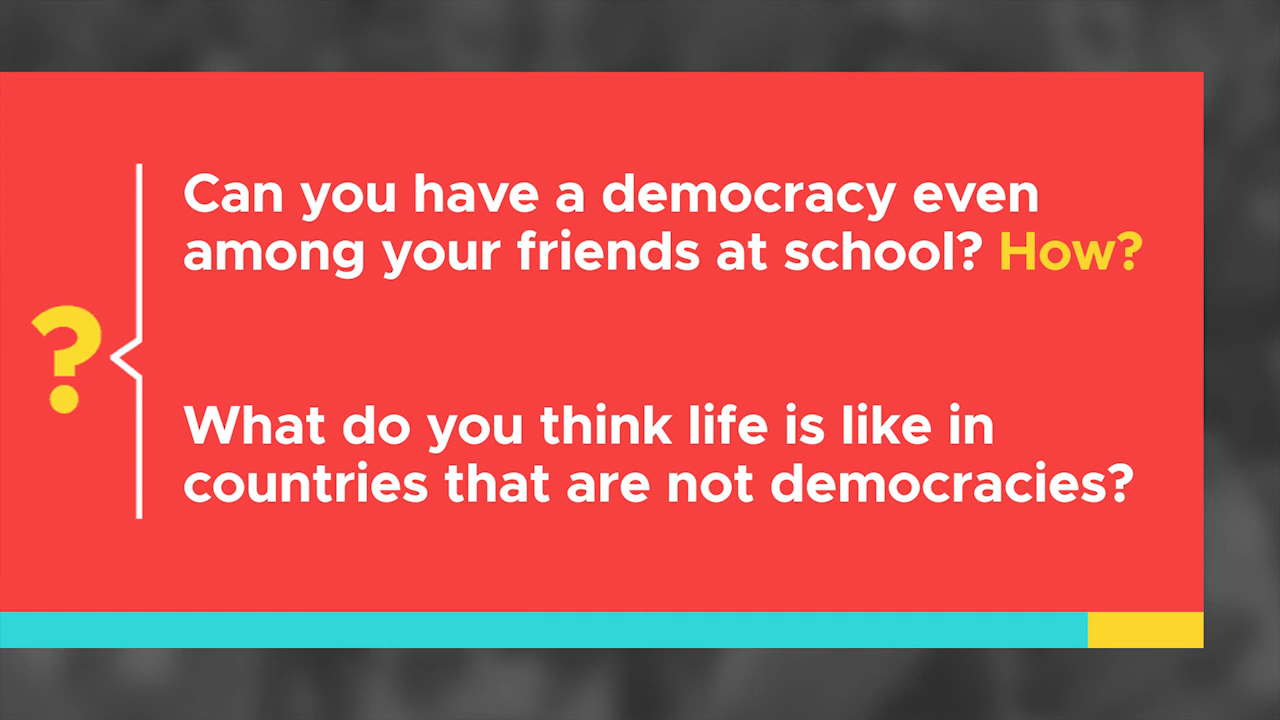 Can you have a democracy even
among your friends at school? How?
?
What do you think life is like in
countries that are not democracies?